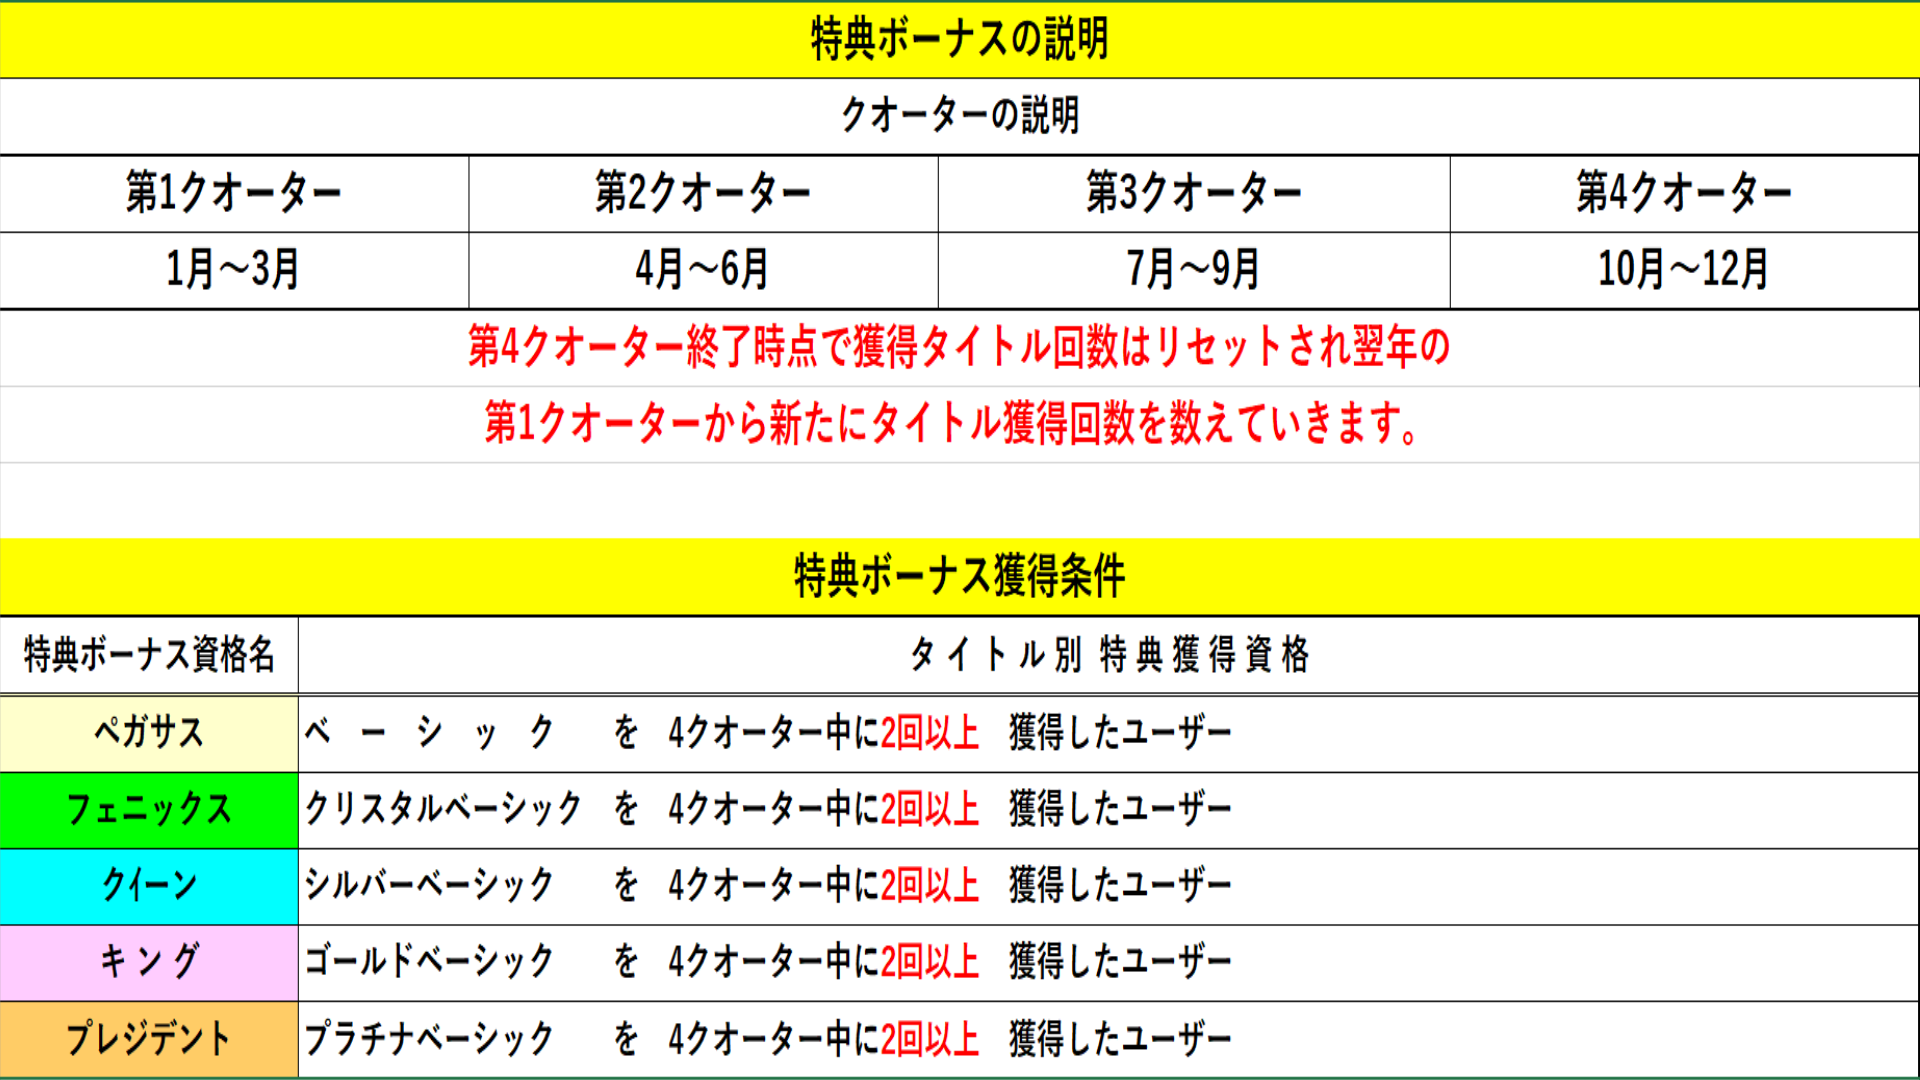 特典ボーナスの説明
クオーターの説明
第1クオーター 第2クオーター 第3クオーター 第4クオーター
1月～3月 4月～6月 7月～9月 10月～12月
第4クオーター終了時点で獲得タイトル回数はリセットされ翌年の
第1クオーターから新たにタイトル獲得回数を数えていきます。
特典ボーナス獲得条件
特典ボーナス資格名 タイトル別 特典獲得資格
ペガサス ベーシック を 4クオーター中に2回以上 獲得したユーザー
フェニックス クリスタルベーシック を 4クオーター中に2回以上 獲得したユーザー
クイーン シルバーベーシック を 4クオーター中に2回以上 獲得したユーザー
キング ゴールドベーシック を 4クオーター中に2回以上 獲得したユーザー
プレジデント プラチナベーシック を 4クオーター中に2回以上 獲得したユーザー